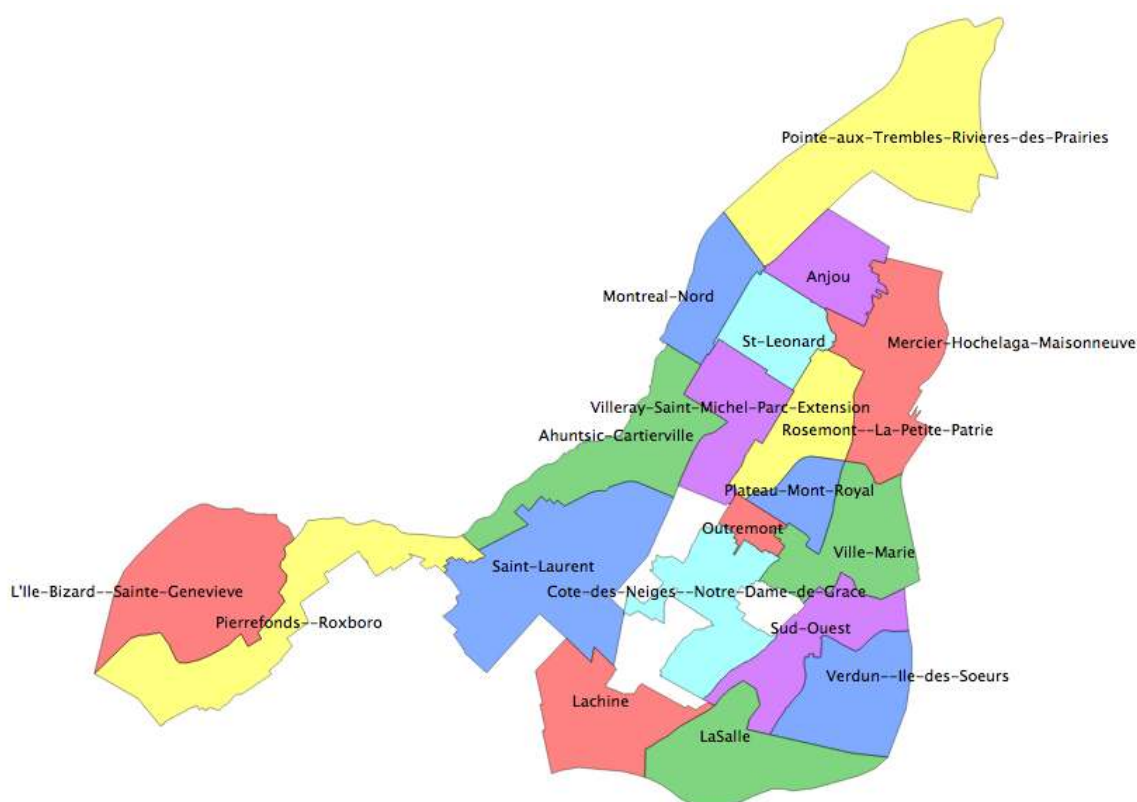 Pointe-aux-Trembles-Rivieres-des-Prairies
Anjou
Montreal-Nord
St-Leonard
Mercier-Hochelaga-Maisonneuve
Villeray-Saint-Michel-Parc-Extension
Rosemont--La-Petite-Patrie
Ahuntsic-Cartierville
Plateau-Mont-Royal
Outremont
Ville-Marie
Saint-Laurent
L'Ile-Bizard--Sainte-Genevieve
Cote-des-Neiges--Notre-Dame-de-Grace
Pierrefonds--Roxboro
Sud-Ouest
Verdun--Ile-des-Soeurs
Lachine
LaSalle